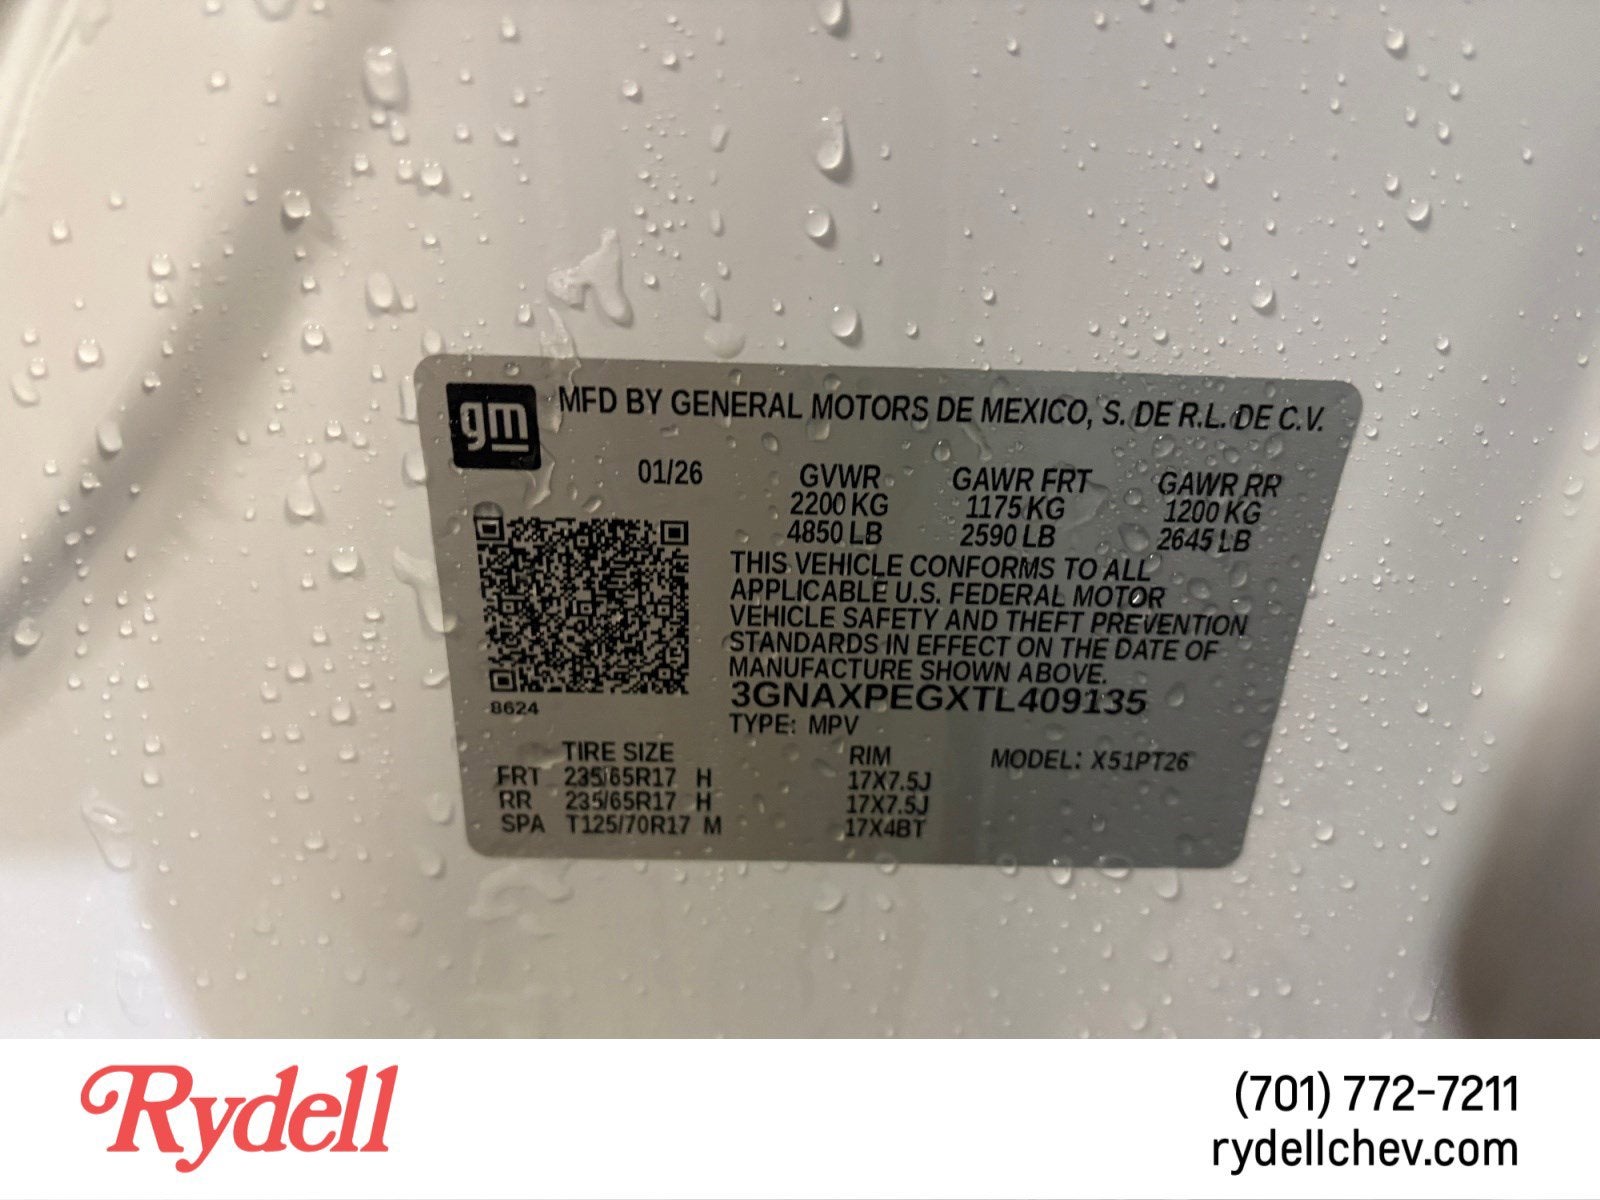 gm
MFD BY GENERAL MOTORS DE MEXICO, S. DE R.L. DE C.V.
01/26
GVWR GAWR FRT GAWR RR
2200 KG 1175 KG 1200 KG
4850 LB 2590 LB 2645 LB
THIS VEHICLE CONFORMS TO ALL
APPLICABLE U.S. FEDERAL MOTOR
VEHICLE SAFETY AND THEFT PREVENTION
STANDARDS IN EFFECT ON THE DATE OF
MANUFACTURE SHOWN ABOVE.
8624
3GNAXPEGXTL409135
TYPE: MPV
TIRE SIZE RIM MODEL: X51PT26
FRT 235/65R17 H 17X7.5J
RR 235/65R17 H 17X7.5J
SPA T125/70R17 M 17X4BT
Rydell
(701) 772-7211
rydellchev.com